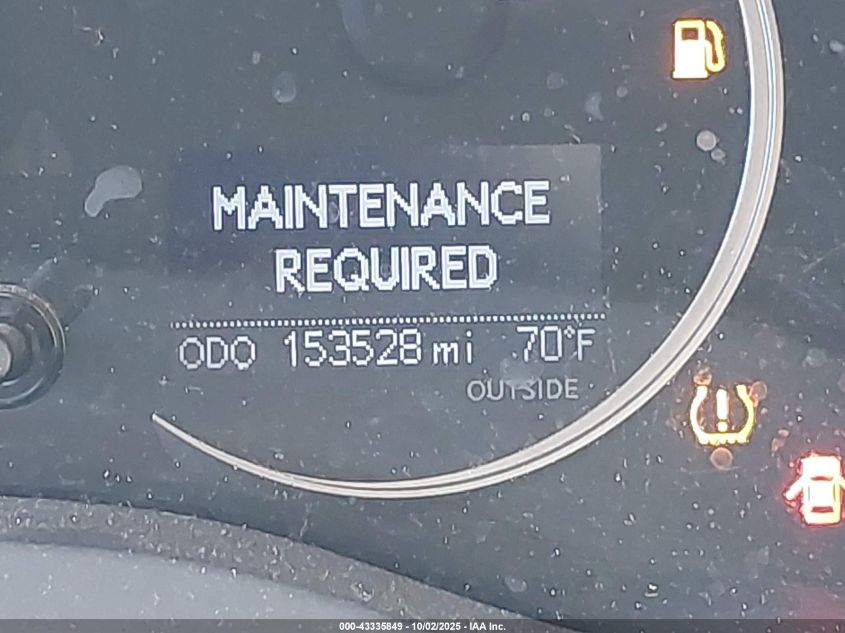 MAINTENANCE
REQUIRED
ODO 153528 mi 70°F
OUTSIDE
000-43335849 - 10/02/2025 - IAA Inc.